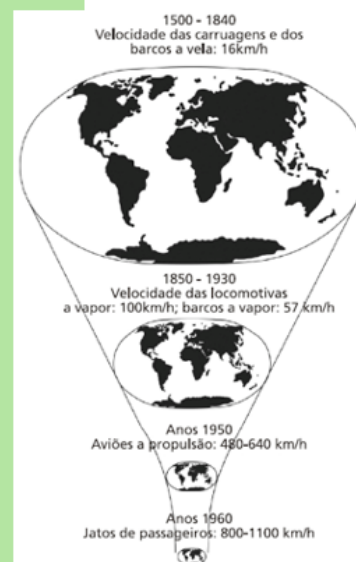 1500 - 1840
Velocidade das carruagens e dos
barcos a vela: 16km/h
1850 - 1930
Velocidade das locomotivas
a vapor: 100km/h; barcos a vapor: 57 km/h
Anos 1950
Aviões a propulsão: 480-640 km/h
Anos 1960
Jatos de passageiros: 800-1100 km/h